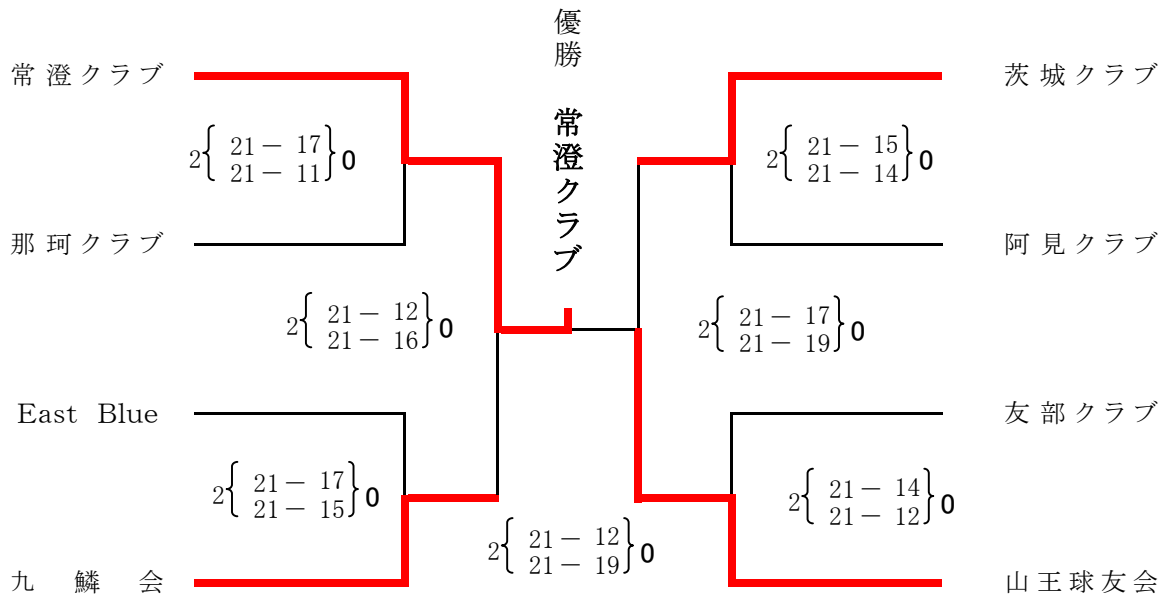 優勝 常澄クラブ
常澄クラブ
茨城クラブ
2{ 21 － 17 }0
21 － 11
2{ 21 － 15 }0
21 － 14
那珂クラブ
阿見クラブ
2{ 21 － 12 }0
21 － 16
2{ 21 － 17 }0
21 － 19
East Blue
友部クラブ
2{ 21 － 17 }0
21 － 15
2{ 21 － 14 }0
21 － 12
2{ 21 － 12 }0
21 － 19
九鱗会
山王球友会